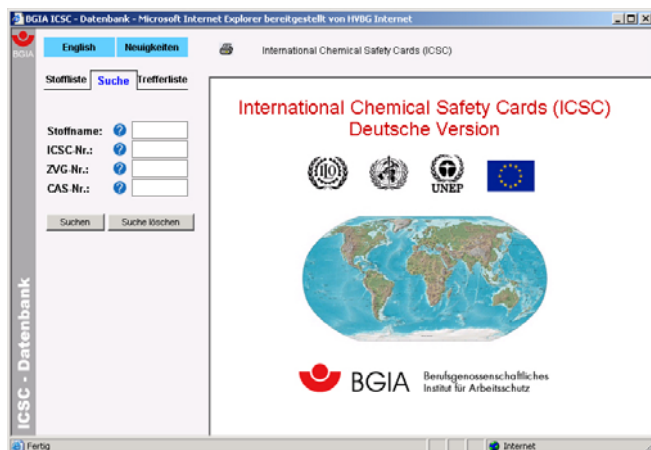 BGIA ICSC - Datenbank - Microsoft Internet Explorer bereitgestellt von HVBG Internet
BGIA
English
Neuigkeiten
International Chemical Safety Cards (ICSC)
Stoffliste
Suche
Trefferliste
Stoffname:
ICSC-Nr.:
ZVG-Nr.:
CAS-Nr.:
Suchen
Suche löschen
ICSC - Datenbank
International Chemical Safety Cards (ICSC)
Deutsche Version
ILO
UNEP
BGIA
Berufsgenossenschaftliches
Institut für Arbeitsschutz
Fertig
Internet